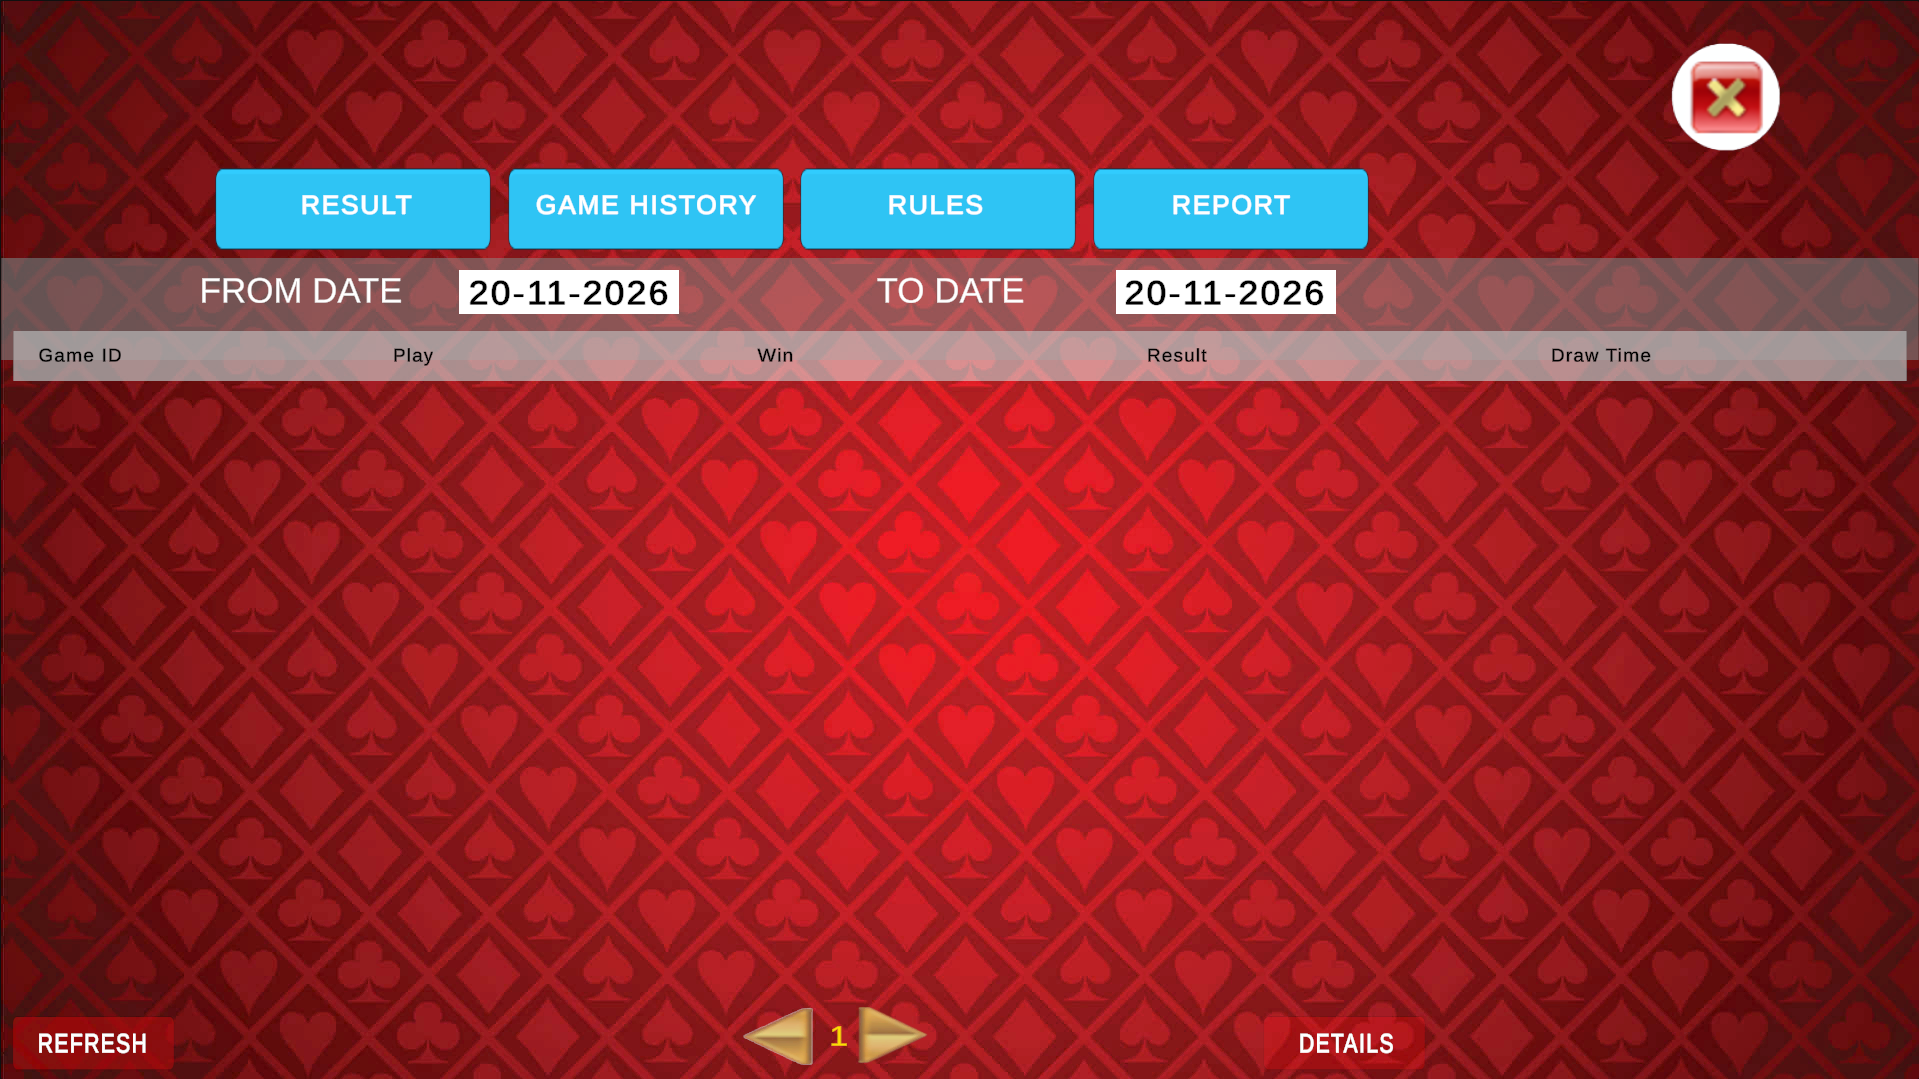 RESULT GAME HISTORY RULES REPORT
FROM DATE 20-11-2026 TO DATE 20-11-2026
Game ID Play Win Result Draw Time
REFRESH 1 DETAILS